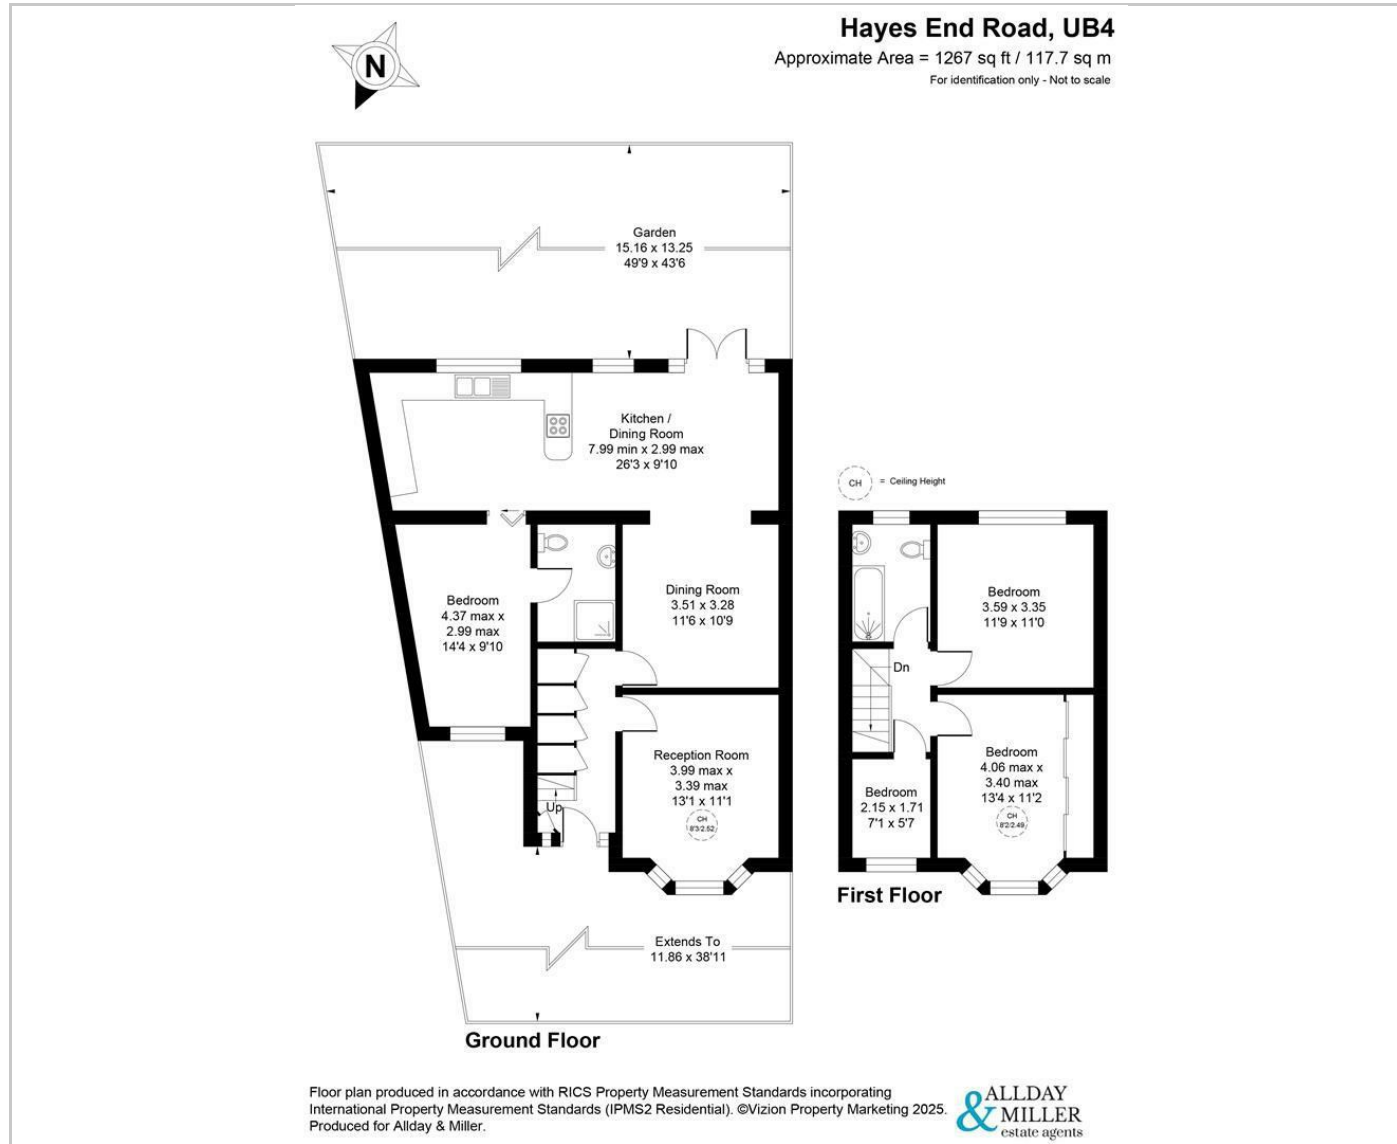 Hayes End Road, UB4
Approximate Area = 1267 sq ft / 117.7 sq m
For identification only - Not to scale
N
Garden
15.16 x 13.25
49'9 x 43'6
Kitchen /
Dining Room
7.99 min x 2.99 max
26'3 x 9'10
CH = Ceiling Height
Bedroom
4.37 max x
2.99 max
14'4 x 9'10
Dining Room
3.51 x 3.28
11'6 x 10'9
Bedroom
3.59 x 3.35
11'9 x 11'0
Dn
Reception Room
3.99 max x
3.39 max
13'1 x 11'1
CH
8'3/2.52
Up
Bedroom
4.06 max x
3.40 max
13'4 x 11'2
CH
8'2/2.49
Bedroom
2.15 x 1.71
7'1 x 5'7
First Floor
Extends To
11.86 x 38'11
Ground Floor
Floor plan produced in accordance with RICS Property Measurement Standards incorporating
International Property Measurement Standards (IPMS2 Residential). ©Vizion Property Marketing 2025.
Produced for Allday & Miller.
ALLDAY
& MILLER
estate agents